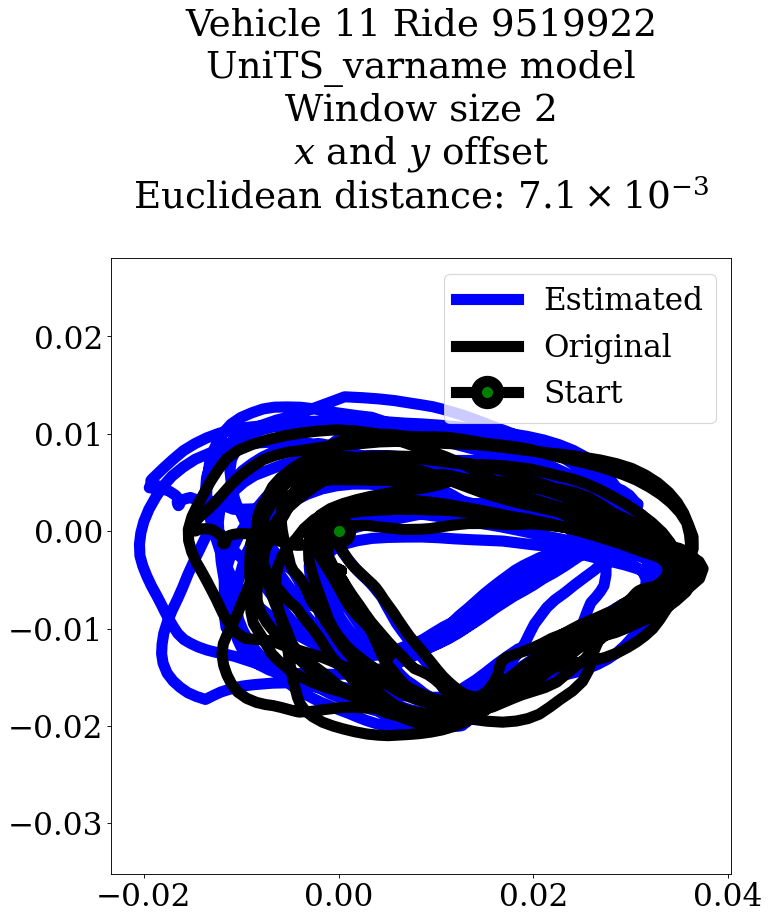 Vehicle 11 Ride 9519922
UniTS_varname model
Window size 2
x and y offset
Euclidean distance: 7.1 × 10⁻³
Estimated
Original
Start
0.02
0.01
0.00
−0.01
−0.02
−0.03
−0.02 0.00 0.02 0.04